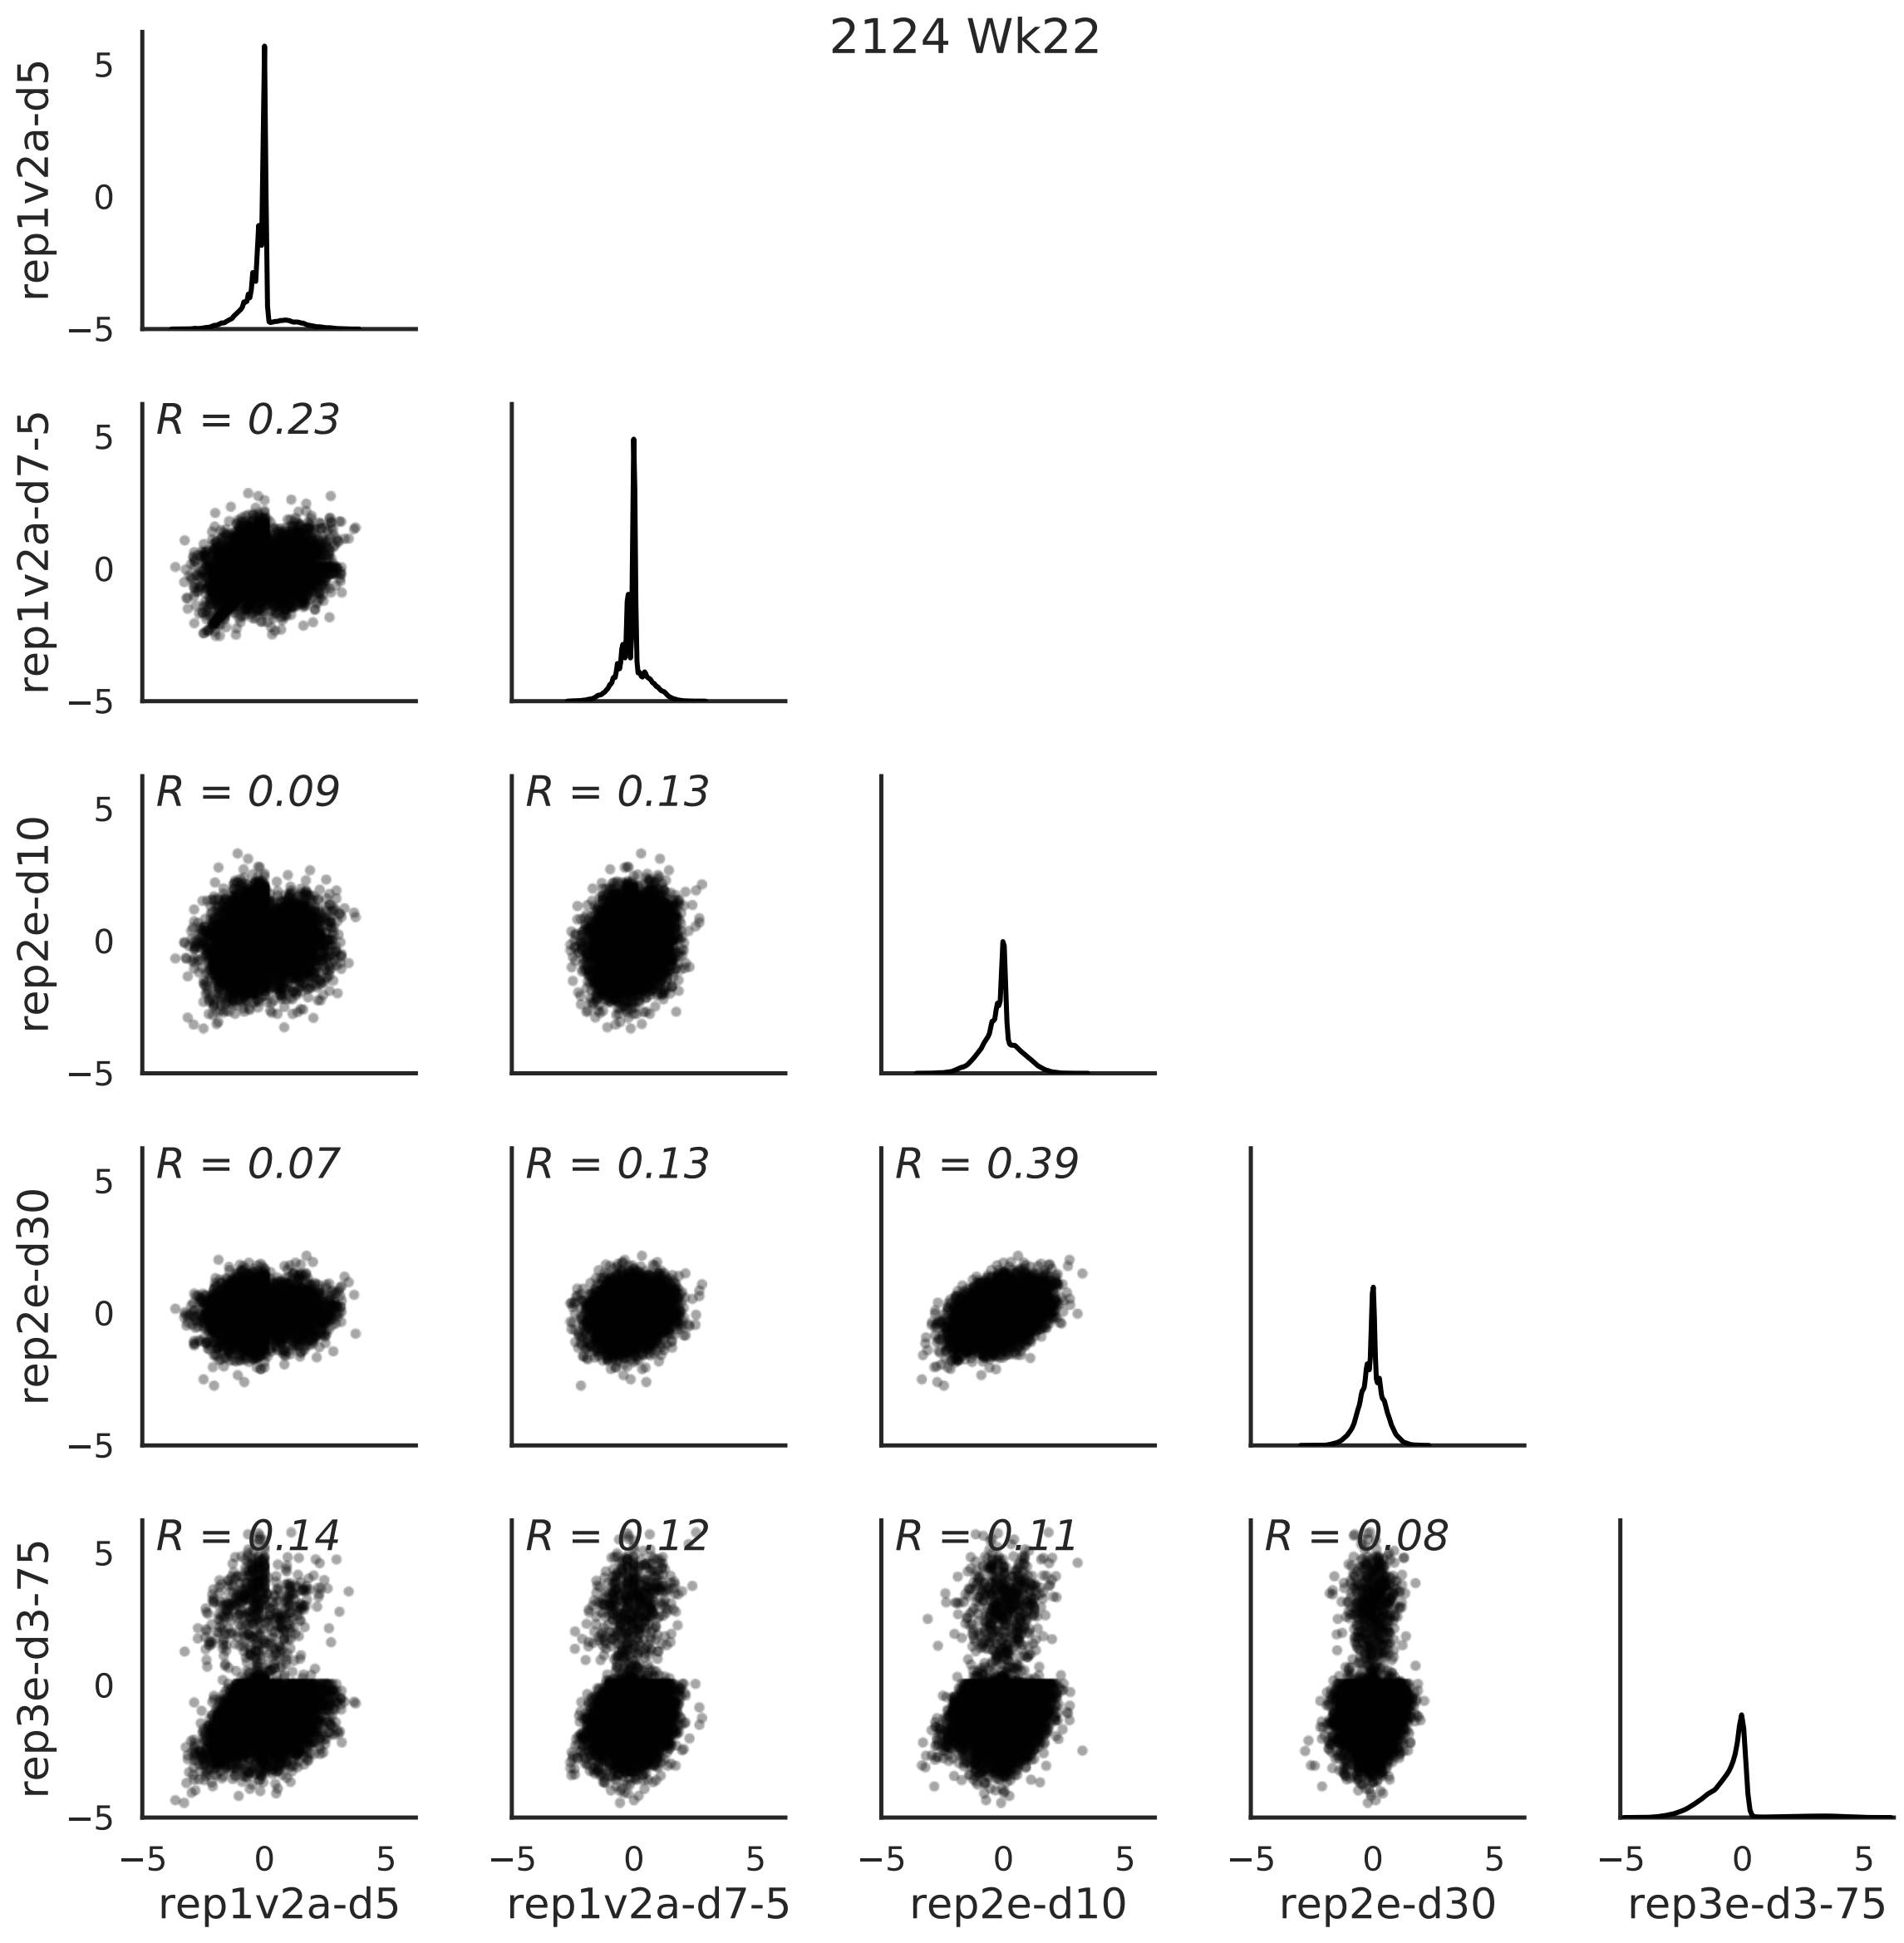 2124 Wk22
rep1v2a-d5
5
0
−5
rep1v2a-d7-5
5
0
−5
R = 0.23
rep2e-d10
5
0
−5
R = 0.09
R = 0.13
rep2e-d30
5
0
−5
R = 0.07
R = 0.13
R = 0.39
rep3e-d3-75
5
0
−5
R = 0.14
R = 0.12
R = 0.11
R = 0.08
−5 0 5
−5 0 5
−5 0 5
−5 0 5
−5 0 5
rep1v2a-d5
rep1v2a-d7-5
rep2e-d10
rep2e-d30
rep3e-d3-75